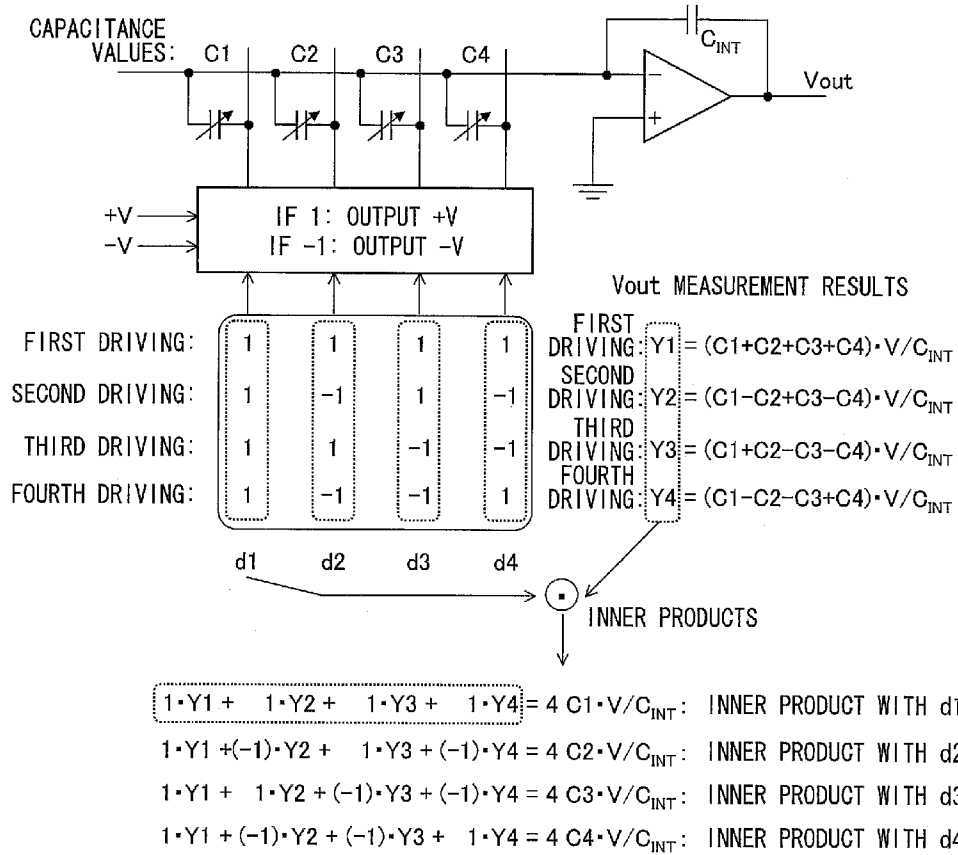 CAPACITANCE
VALUES: C1 C2 C3 C4
C_INT
−
+
Vout
+V
−V
IF 1: OUTPUT +V
IF −1: OUTPUT −V
Vout MEASUREMENT RESULTS
FIRST DRIVING: 1 1 1 1
SECOND DRIVING: 1 −1 1 −1
THIRD DRIVING: 1 1 −1 −1
FOURTH DRIVING: 1 −1 −1 1
d1 d2 d3 d4
FIRST
DRIVING: Y1 = (C1+C2+C3+C4)·V/C_INT
SECOND
DRIVING: Y2 = (C1−C2+C3−C4)·V/C_INT
THIRD
DRIVING: Y3 = (C1+C2−C3−C4)·V/C_INT
FOURTH
DRIVING: Y4 = (C1−C2−C3+C4)·V/C_INT
INNER PRODUCTS
1·Y1 + 1·Y2 + 1·Y3 + 1·Y4 = 4 C1·V/C_INT: INNER PRODUCT WITH d1
1·Y1 +(−1)·Y2 + 1·Y3 + (−1)·Y4 = 4 C2·V/C_INT: INNER PRODUCT WITH d2
1·Y1 + 1·Y2 + (−1)·Y3 + (−1)·Y4 = 4 C3·V/C_INT: INNER PRODUCT WITH d3
1·Y1 + (−1)·Y2 + (−1)·Y3 + 1·Y4 = 4 C4·V/C_INT: INNER PRODUCT WITH d4